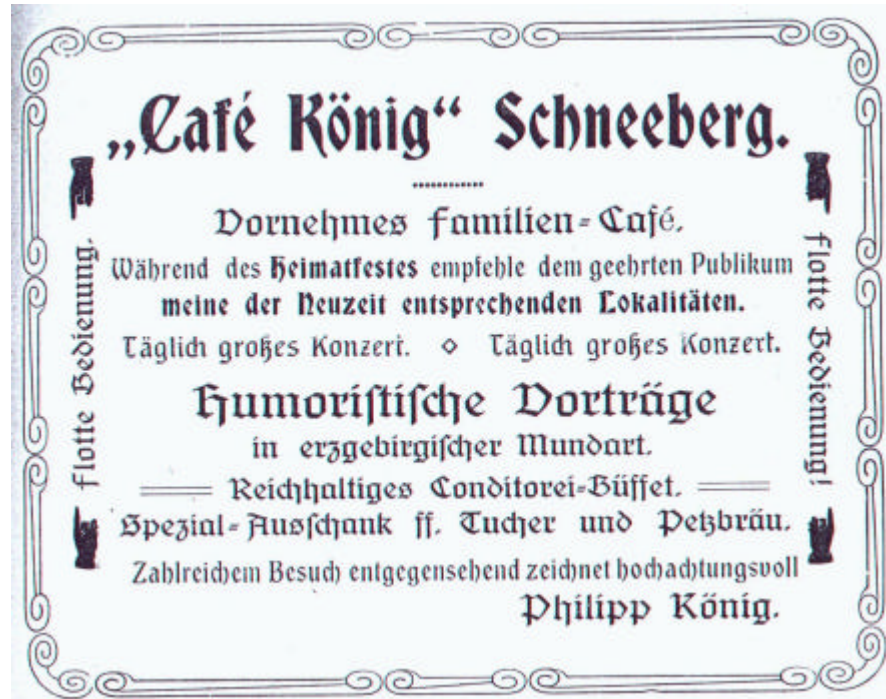 „Café König“ Schneeberg.
Vornehmes Familien-Café.
Während des Heimatfestes empfehle dem geehrten Publikum
meine der Neuzeit entsprechenden Lokalitäten.
Täglich großes Konzert. ◇ Täglich großes Konzert.
Humoristische Vorträge
in erzgebirgischer Mundart.
Reichhaltiges Conditorei-Büffet.
Spezial-Ausschank ff. Tucher und Petzbräu.
Zahlreichem Besuch entgegensehend zeichnet hochachtungsvoll
Philipp König.
Flotte Bedienung.
Flotte Bedienung!